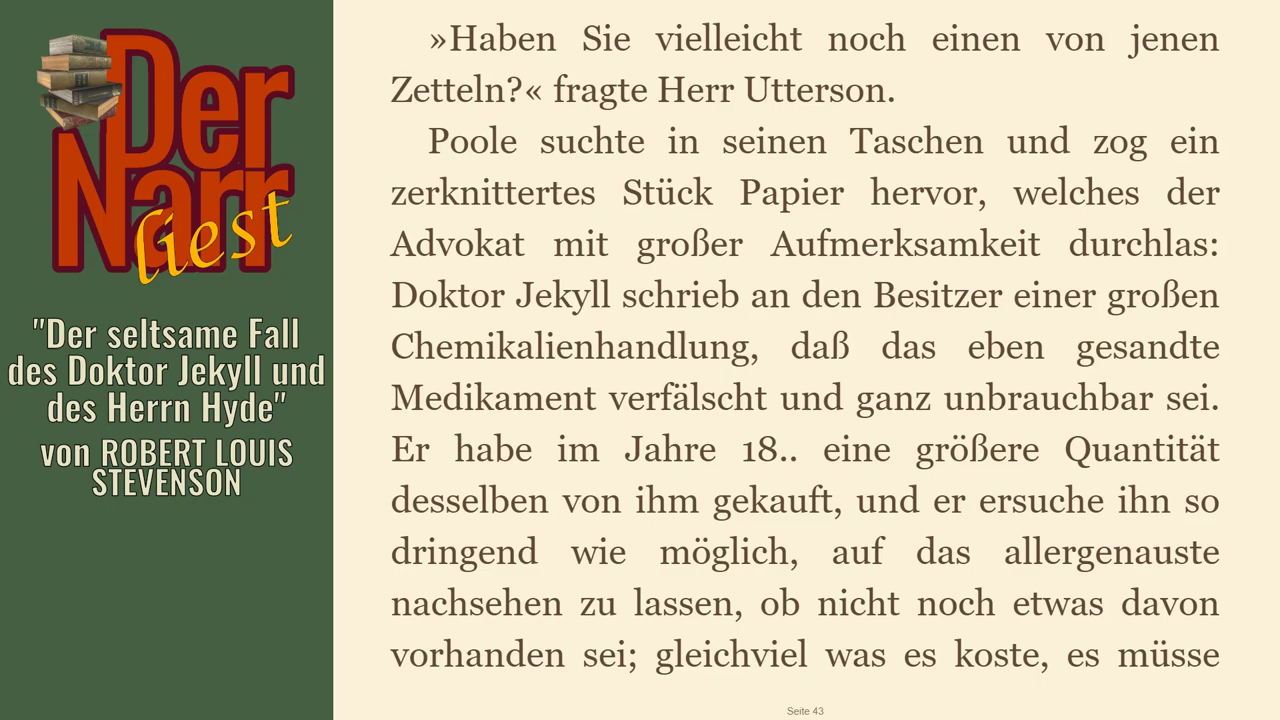 Der
Narr
liest
"Der seltsame Fall
des Doktor Jekyll und
des Herrn Hyde"
von ROBERT LOUIS
STEVENSON
»Haben Sie vielleicht noch einen von jenen
Zetteln?« fragte Herr Utterson.
Poole suchte in seinen Taschen und zog ein
zerknittertes Stück Papier hervor, welches der
Advokat mit großer Aufmerksamkeit durchlas:
Doktor Jekyll schrieb an den Besitzer einer großen
Chemikalienhandlung, daß das eben gesandte
Medikament verfälscht und ganz unbrauchbar sei.
Er habe im Jahre 18.. eine größere Quantität
desselben von ihm gekauft, und er ersuche ihn so
dringend wie möglich, auf das allergenauste
nachsehen zu lassen, ob nicht noch etwas davon
vorhanden sei; gleichviel was es koste, es müsse
Seite 43